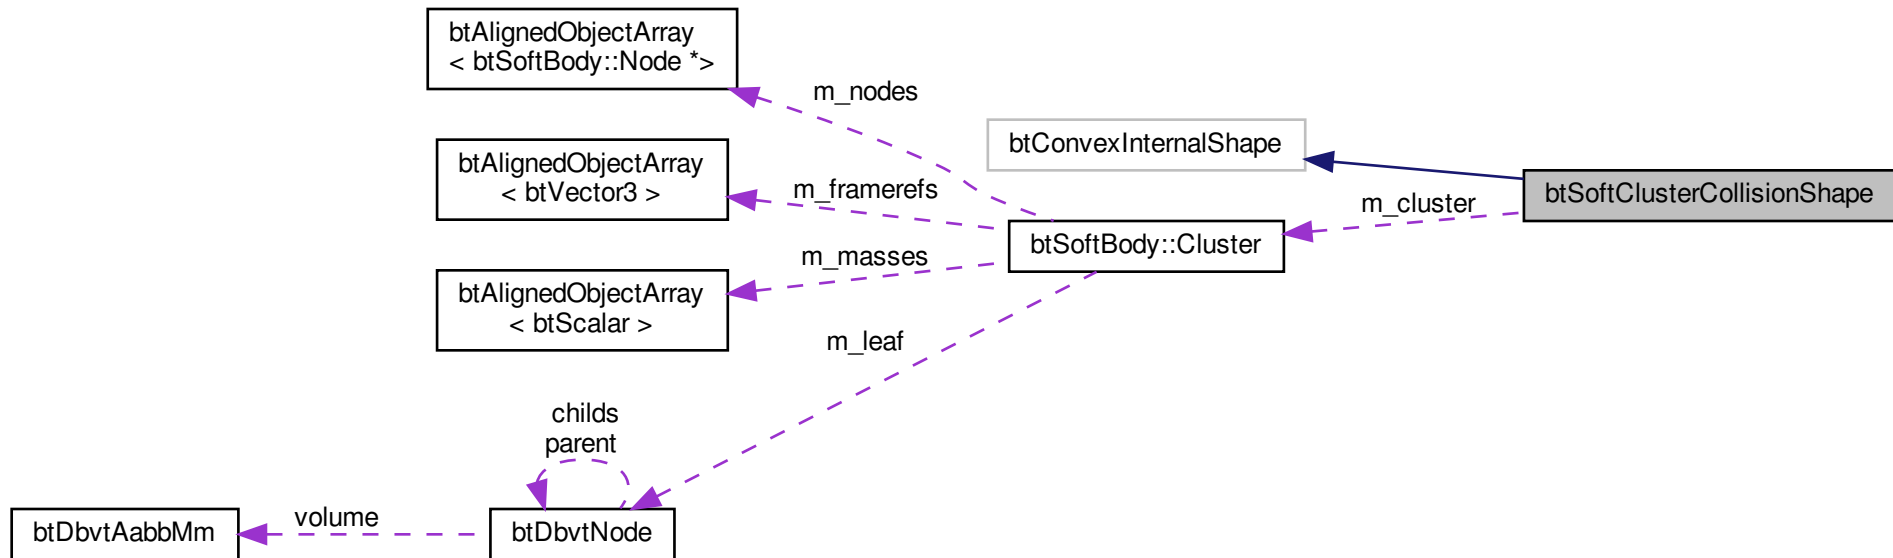 btAlignedObjectArray
< btSoftBody::Node *>
m_nodes
btConvexInternalShape
btAlignedObjectArray
< btVector3 >
m_framerefs
m_cluster
btSoftClusterCollisionShape
btSoftBody::Cluster
m_masses
btAlignedObjectArray
< btScalar >
m_leaf
childs
parent
volume
btDbvtAabbMm
btDbvtNode